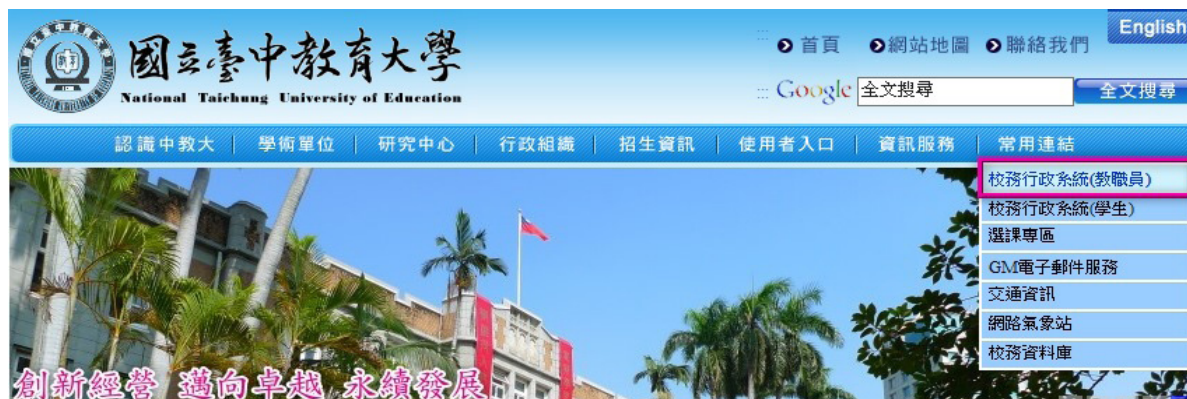 English
首頁 網站地圖 聯絡我們
國立臺中教育大學
National Taichung University of Education
Google 全文搜尋 全文搜尋
認識中教大 | 學術單位 | 研究中心 | 行政組織 | 招生資訊 | 使用者入口 | 資訊服務 | 常用連結
校務行政系統(教職員)
校務行政系統(學生)
選課專區
GM電子郵件服務
交通資訊
網路氣象站
校務資料庫
創新經營 邁向卓越 永續發展